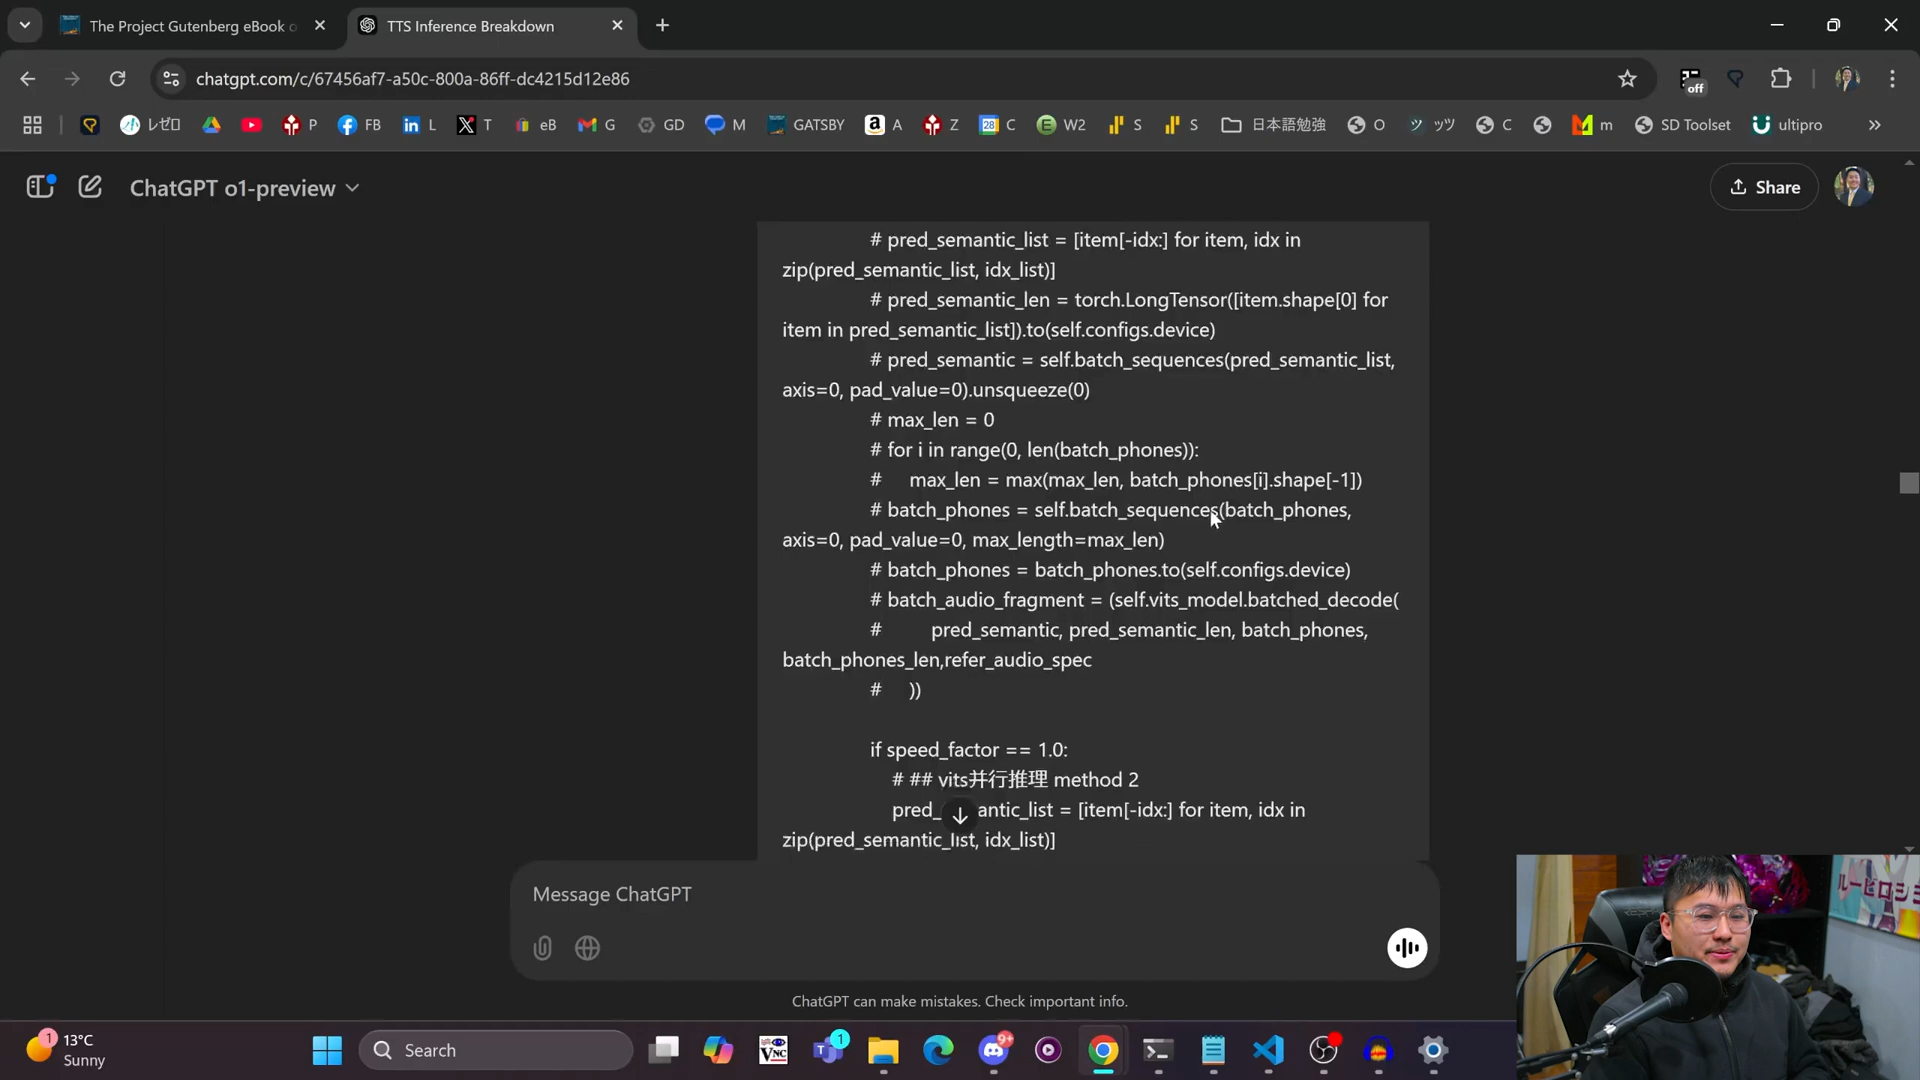 The Project Gutenberg eBook o
TTS Inference Breakdown
chatgpt.com/c/67456af7-a50c-800a-86ff-dc4215d12e86
off
レゼロ
P
FB
L
T
eB
G
GD
M
GATSBY
A
Z
C
W2
S
S
日本語勉強
O
ッツ
C
m
SD Toolset
ultipro
ChatGPT o1-preview
Share
# pred_semantic_list = [item[-idx:] for item, idx in
zip(pred_semantic_list, idx_list)]
# pred_semantic_len = torch.LongTensor([item.shape[0] for
item in pred_semantic_list]).to(self.configs.device)
# pred_semantic = self.batch_sequences(pred_semantic_list,
axis=0, pad_value=0).unsqueeze(0)
# max_len = 0
# for i in range(0, len(batch_phones)):
# max_len = max(max_len, batch_phones[i].shape[-1])
# batch_phones = self.batch_sequences(batch_phones,
axis=0, pad_value=0, max_length=max_len)
# batch_phones = batch_phones.to(self.configs.device)
# batch_audio_fragment = (self.vits_model.batched_decode(
# pred_semantic, pred_semantic_len, batch_phones,
batch_phones_len,refer_audio_spec
# ))
if speed_factor == 1.0:
# ## vits并行推理 method 2
pred_ antic_list = [item[-idx:] for item, idx in
zip(pred_semantic_list, idx_list)]
Message ChatGPT
ChatGPT can make mistakes. Check important info.
1
13°C
Sunny
Search
VNC
1
9+